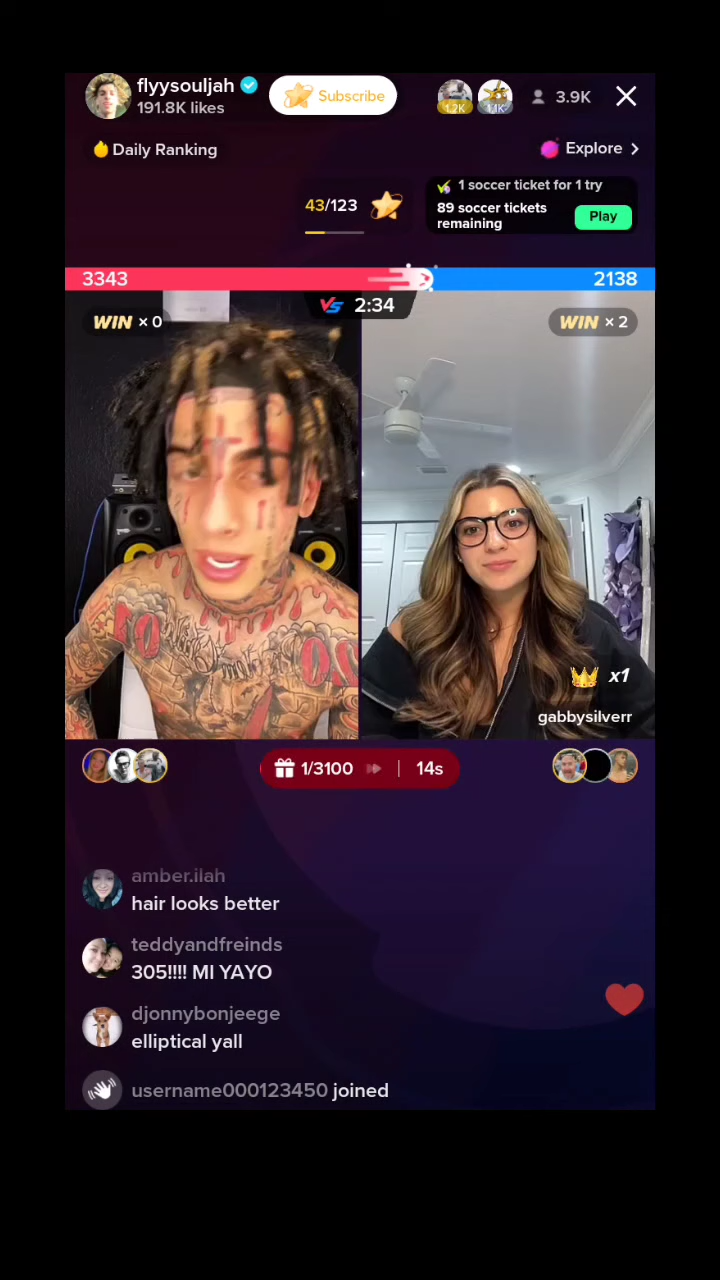 flyysouljah
191.8K likes
Subscribe
1.2K
1.1K
3.9K
Daily Ranking
Explore
43/123
1 soccer ticket for 1 try
89 soccer tickets
remaining
Play
3343
2138
VS 2:34
WIN × 0
WIN × 2
x1
gabbysilverr
1/3100
14s
amber.ilah
hair looks better
teddyandfreinds
305!!!! MI YAYO
djonnybonjeege
elliptical yall
username000123450 joined